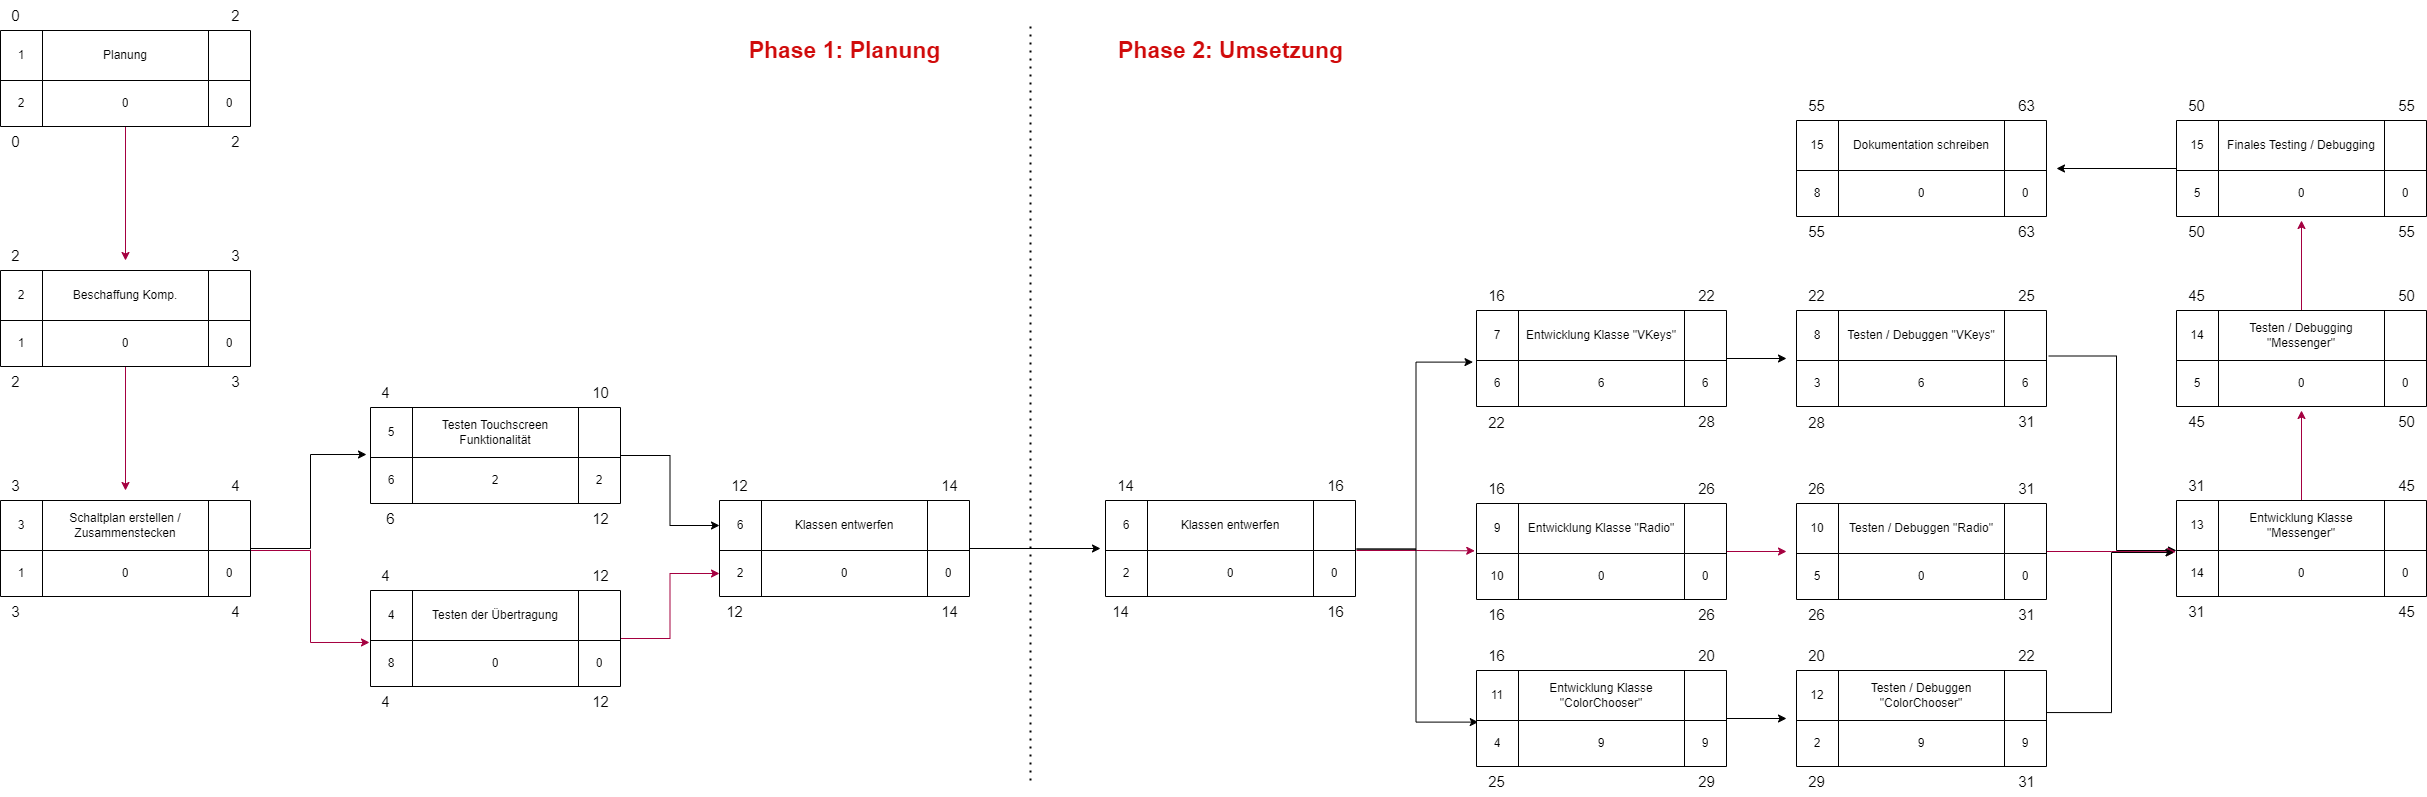 Phase 1: Planung
0 2
1 Planung
2 0 0
0 2
2 3
2 Beschaffung Komp.
1 0 0
2 3
3 4
3 Schaltplan erstellen /
Zusammenstecken
1 0 0
3 4
4 10
5 Testen Touchscreen
Funktionalität
6 2 2
6 12
4 12
4 Testen der Übertragung
8 0 0
4 12
12 14
6 Klassen entwerfen
2 0 0
12 14
Phase 2: Umsetzung
14 16
6 Klassen entwerfen
2 0 0
14 16
16 22
7 Entwicklung Klasse "VKeys"
6 6 6
22 28
22 25
8 Testen / Debuggen "VKeys"
3 6 6
28 31
16 26
9 Entwicklung Klasse "Radio"
10 0 0
16 26
26 31
10 Testen / Debuggen "Radio"
5 0 0
26 31
16 20
11 Entwicklung Klasse
"ColorChooser"
4 9 9
25 29
20 22
12 Testen / Debuggen
"ColorChooser"
2 9 9
29 31
31 45
13 Entwicklung Klasse
"Messenger"
14 0 0
31 45
45 50
14 Testen / Debugging
"Messenger"
5 0 0
45 50
50 55
15 Finales Testing / Debugging
5 0 0
50 55
55 63
15 Dokumentation schreiben
8 0 0
55 63